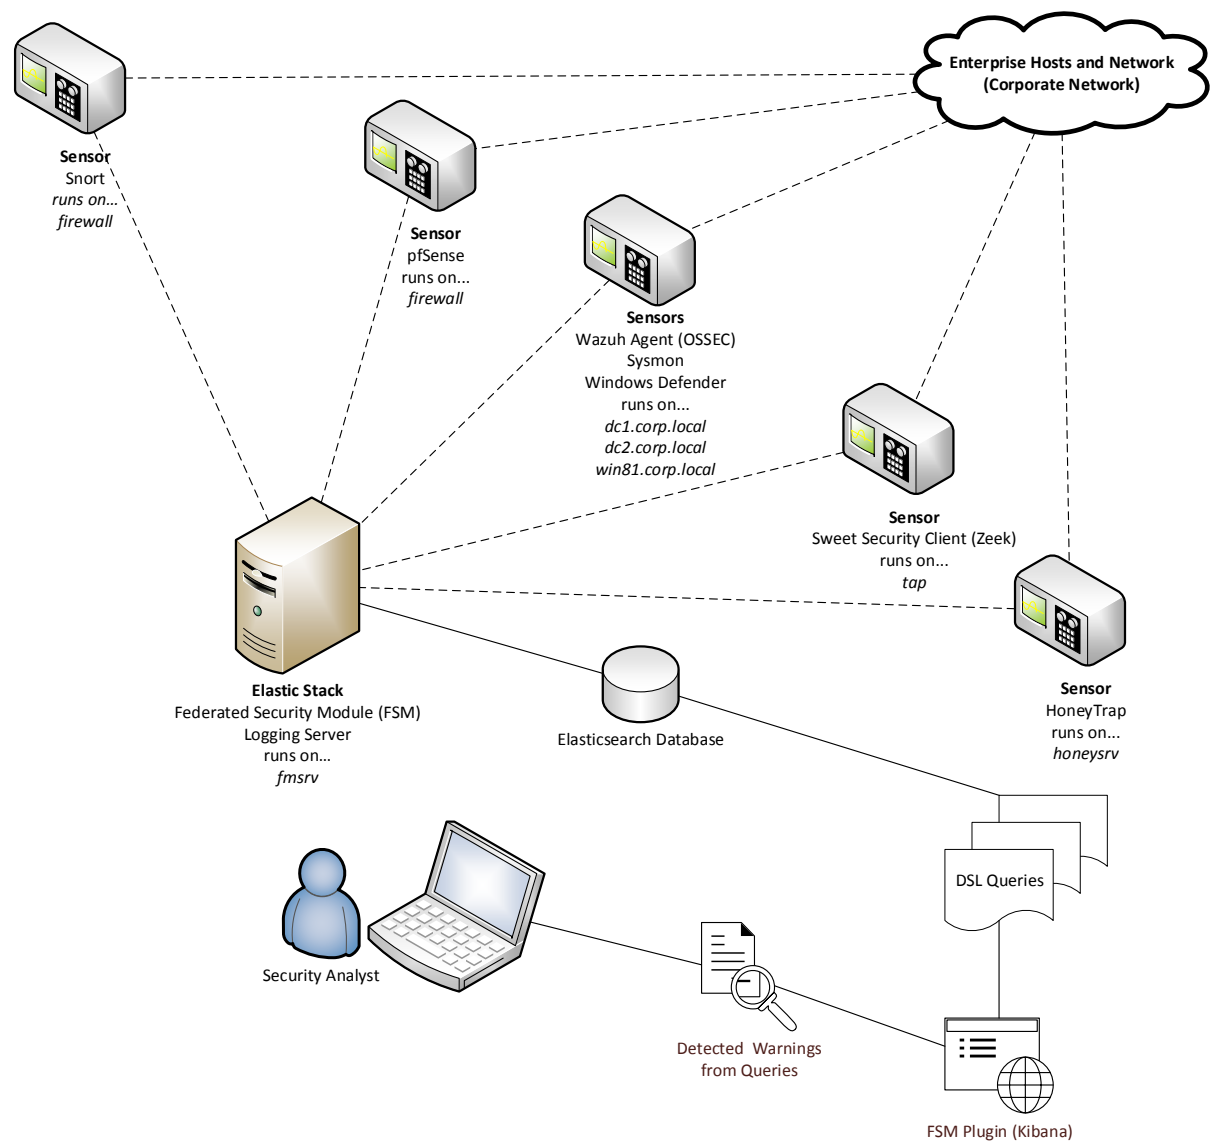 Enterprise Hosts and Network
(Corporate Network)
Sensor
Snort
runs on...
firewall
Sensor
pfSense
runs on...
firewall
Sensors
Wazuh Agent (OSSEC)
Sysmon
Windows Defender
runs on...
dc1.corp.local
dc2.corp.local
win81.corp.local
Sensor
Sweet Security Client (Zeek)
runs on...
tap
Sensor
HoneyTrap
runs on...
honeysrv
Elastic Stack
Federated Security Module (FSM)
Logging Server
runs on...
fmsrv
Elasticsearch Database
DSL Queries
Security Analyst
Detected Warnings
from Queries
FSM Plugin (Kibana)